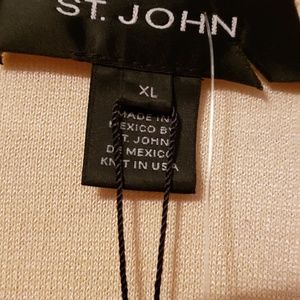 ST. JOHN
XL
MADE IN
MEXICO BY
ST. JOHN
DE MEXICO
KNIT IN USA